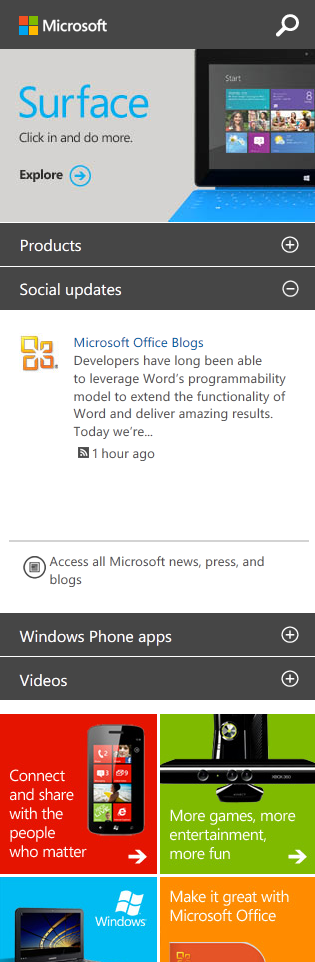 Microsoft
Surface
Click in and do more.
Explore
Start
Products
Social updates
Microsoft Office Blogs
Developers have long been able
to leverage Word's programmability
model to extend the functionality of
Word and deliver amazing results.
Today we're...
1 hour ago
Access all Microsoft news, press, and
blogs
Windows Phone apps
Videos
Connect
and share
with the
people
who matter
XBOX 360
More games, more
entertainment,
more fun
Windows
Make it great with
Microsoft Office